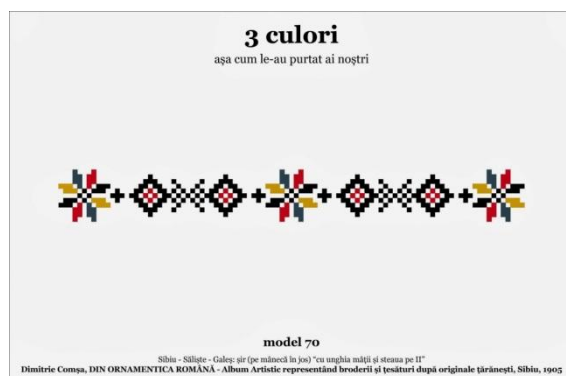 3 culori
așa cum le-au purtat ai noștri
model 70
Sibiu - Săliște - Galeș: șir (pe mânecă în jos) "cu unghia mâții și steaua pe II"
Dimitrie Comșa, DIN ORNAMENTICA ROMÂNĂ - Album Artistic reprezentând broderii și țesături după originale țărănești, Sibiu, 1905